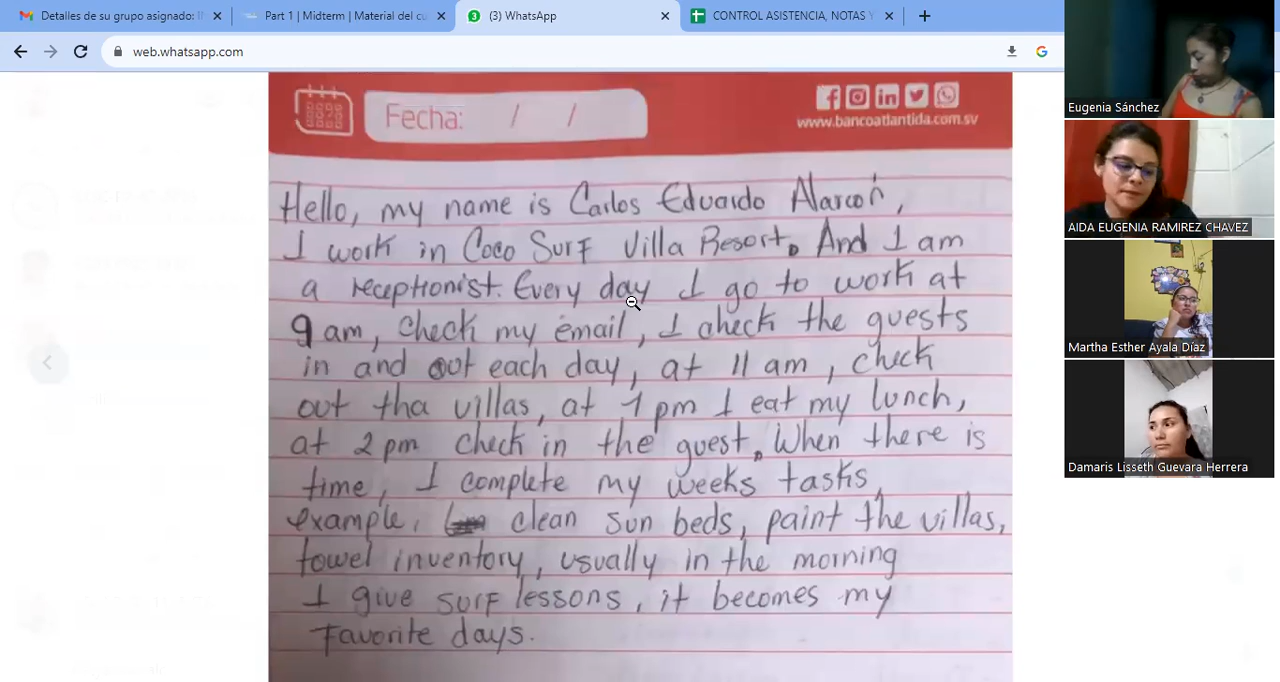 Detalles de su grupo asignado: I
Part 1 | Midterm | Material del cu
(3) WhatsApp
CONTROL ASISTENCIA, NOTAS Y
web.whatsapp.com
Fecha: / /
www.bancoatlantida.com.sv
Hello, my name is Carlos Eduardo Alarcón,
I work in Coco Surf Villa Resort. And I am
a receptionist. Every day I go to work at
9 am, check my email, I check the guests
in and out each day, at 11 am, check
out tha villas, at 1 pm I eat my lunch,
at 2 pm check in the guest. When there is
time, I complete my weeks tasks,
example, clean sun beds, paint the villas,
towel inventory, usually in the morning
I give surf lessons, it becomes my
Favorite days.
Eugenia Sánchez
AIDA EUGENIA RAMIREZ CHAVEZ
Martha Esther Ayala Díaz
Damaris Lisseth Guevara Herrera